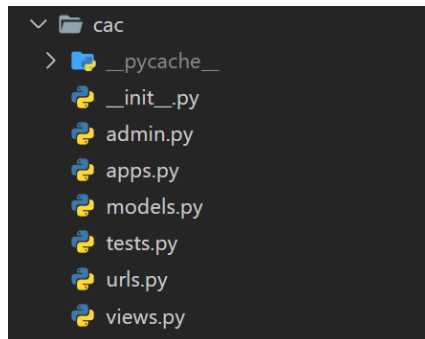 cac
__pycache__
__init__.py
admin.py
apps.py
models.py
tests.py
urls.py
views.py